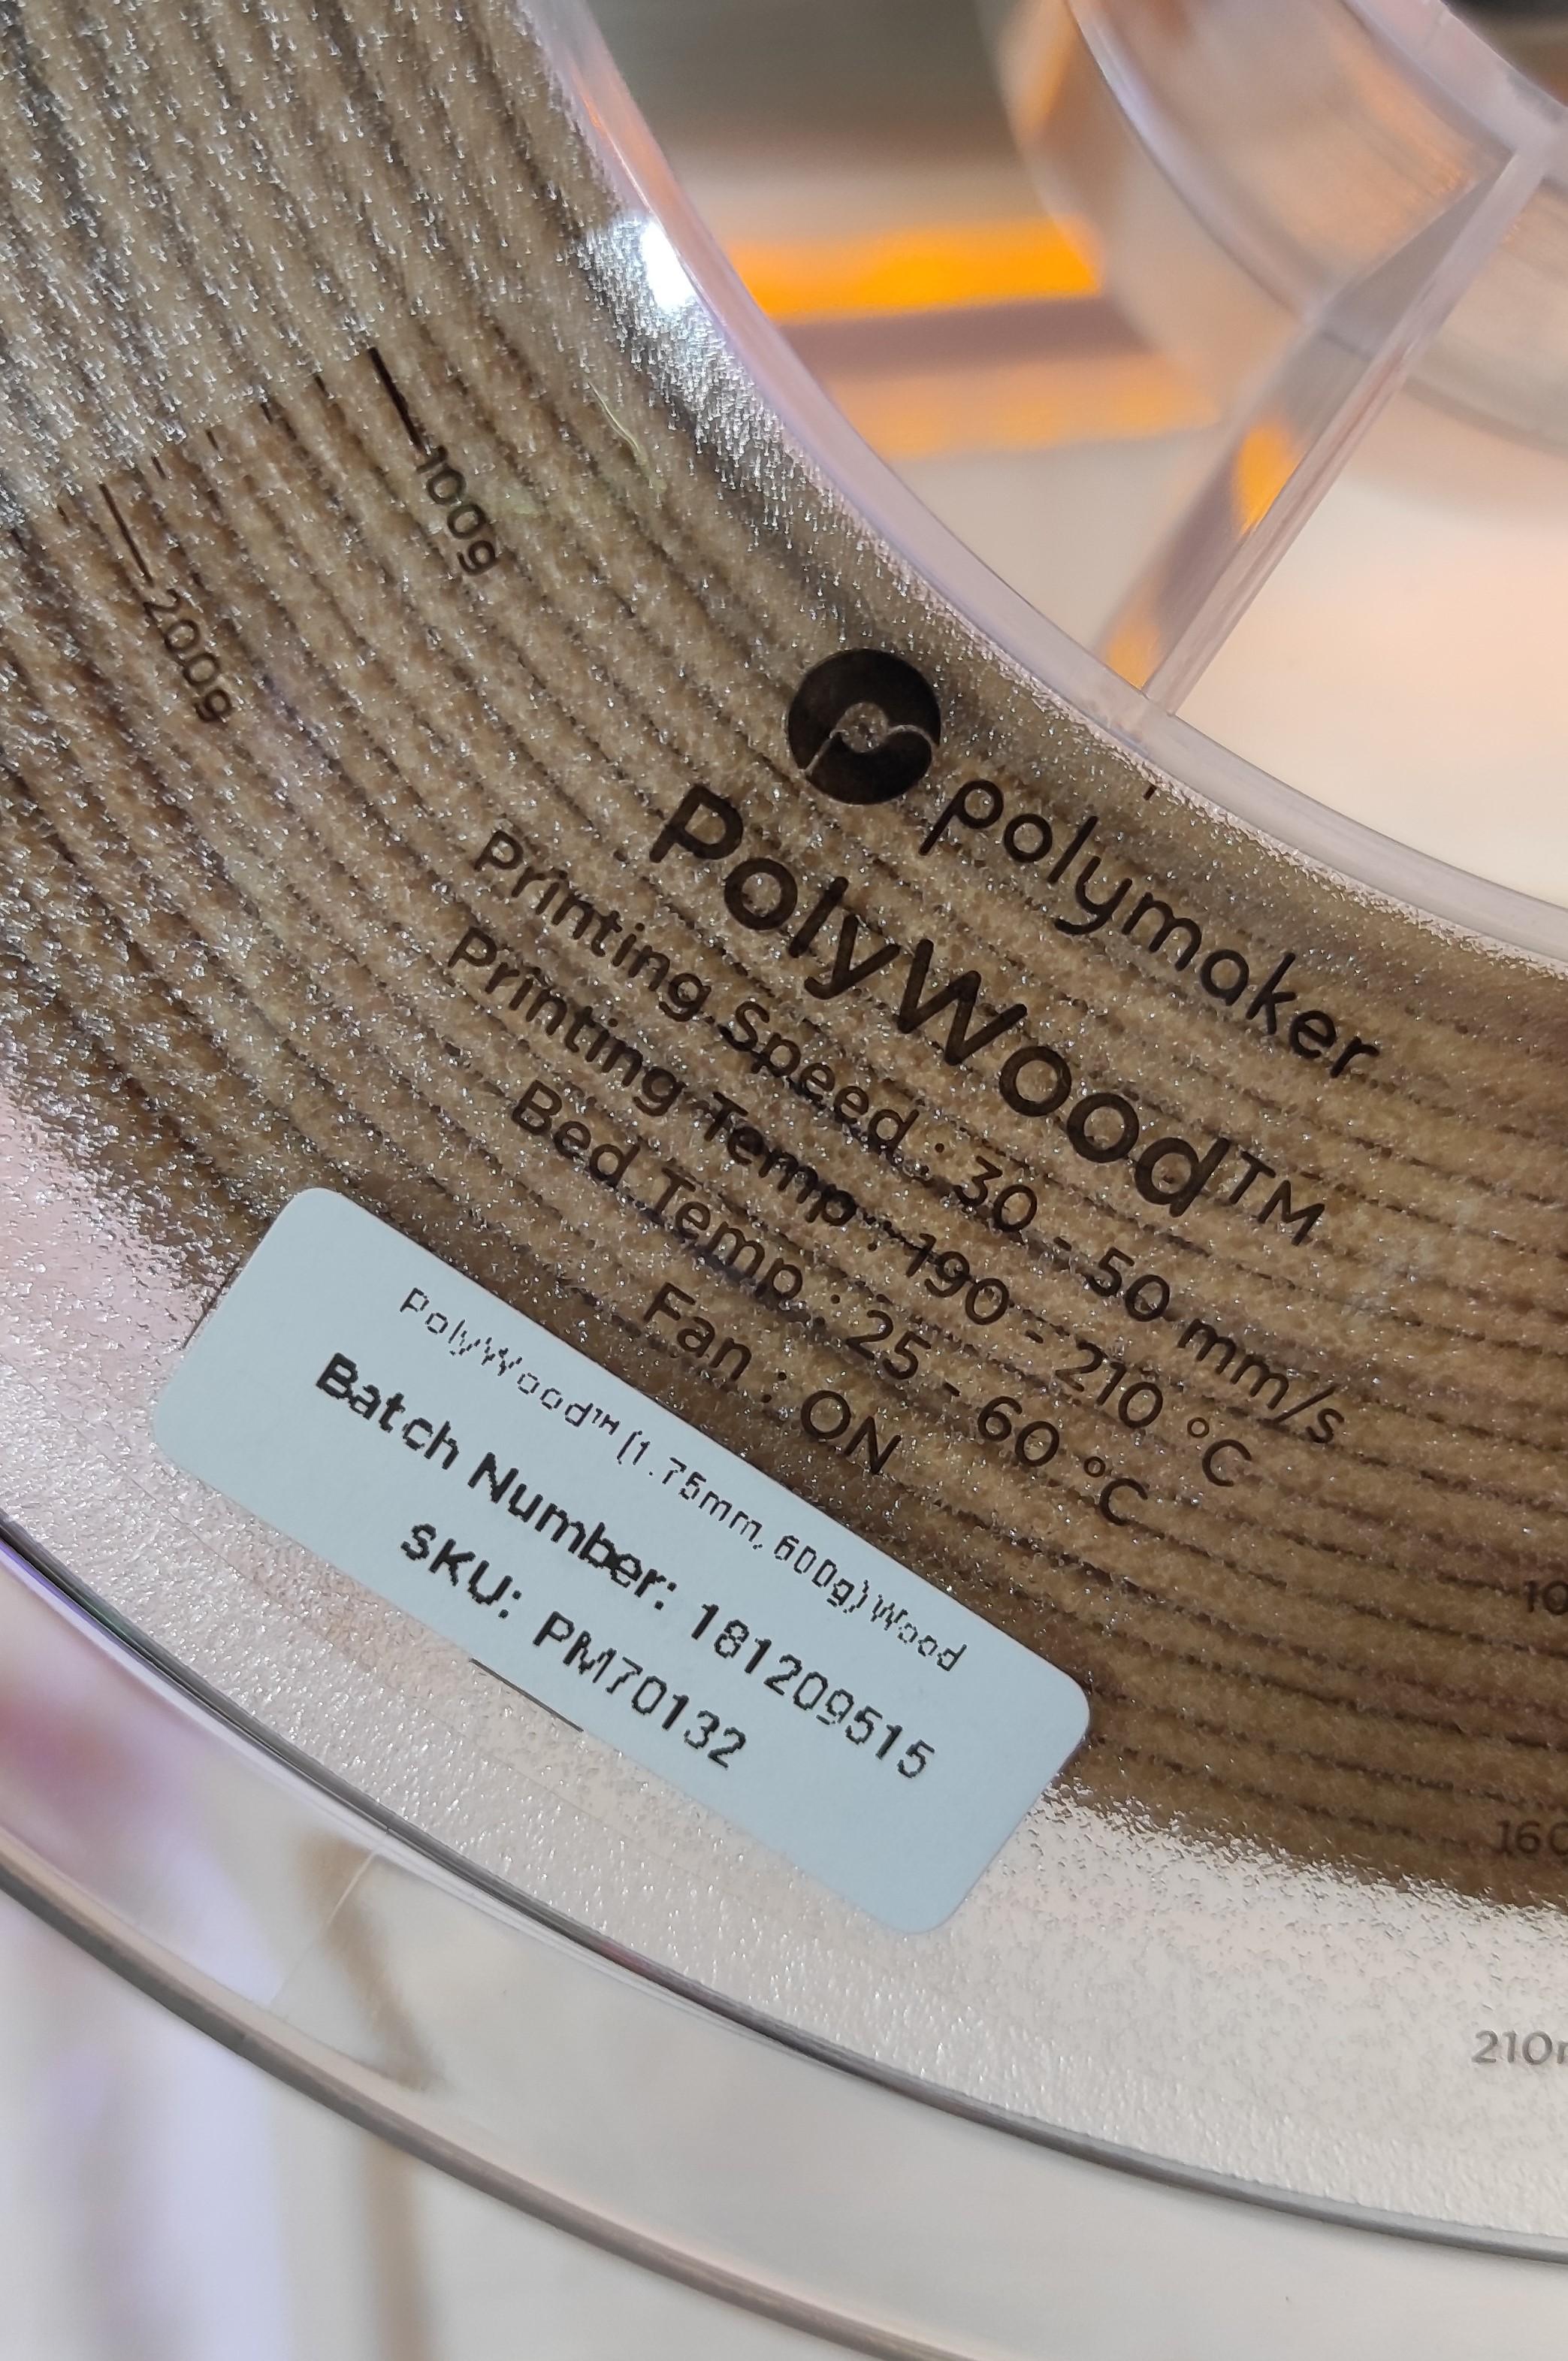 100g
200g
polymaker
PolyWood™
Printing Speed : 30 - 50 mm/s
Printing Temp : 190 - 210 °C
Bed Temp : 25 - 60 °C
Fan : ON
PolyWood™ (1.75mm, 600g) Wood
Batch Number: 181209515
SKU: PM70132